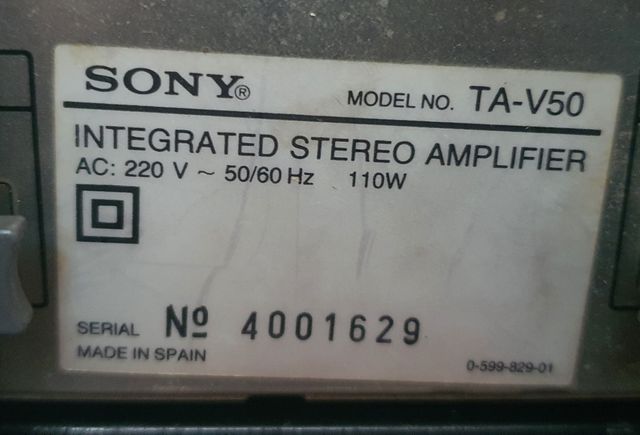 SONY® MODEL NO. TA-V50
INTEGRATED STEREO AMPLIFIER
AC: 220 V ~ 50/60 Hz 110W
SERIAL Nº 4001629
MADE IN SPAIN 0-599-829-01